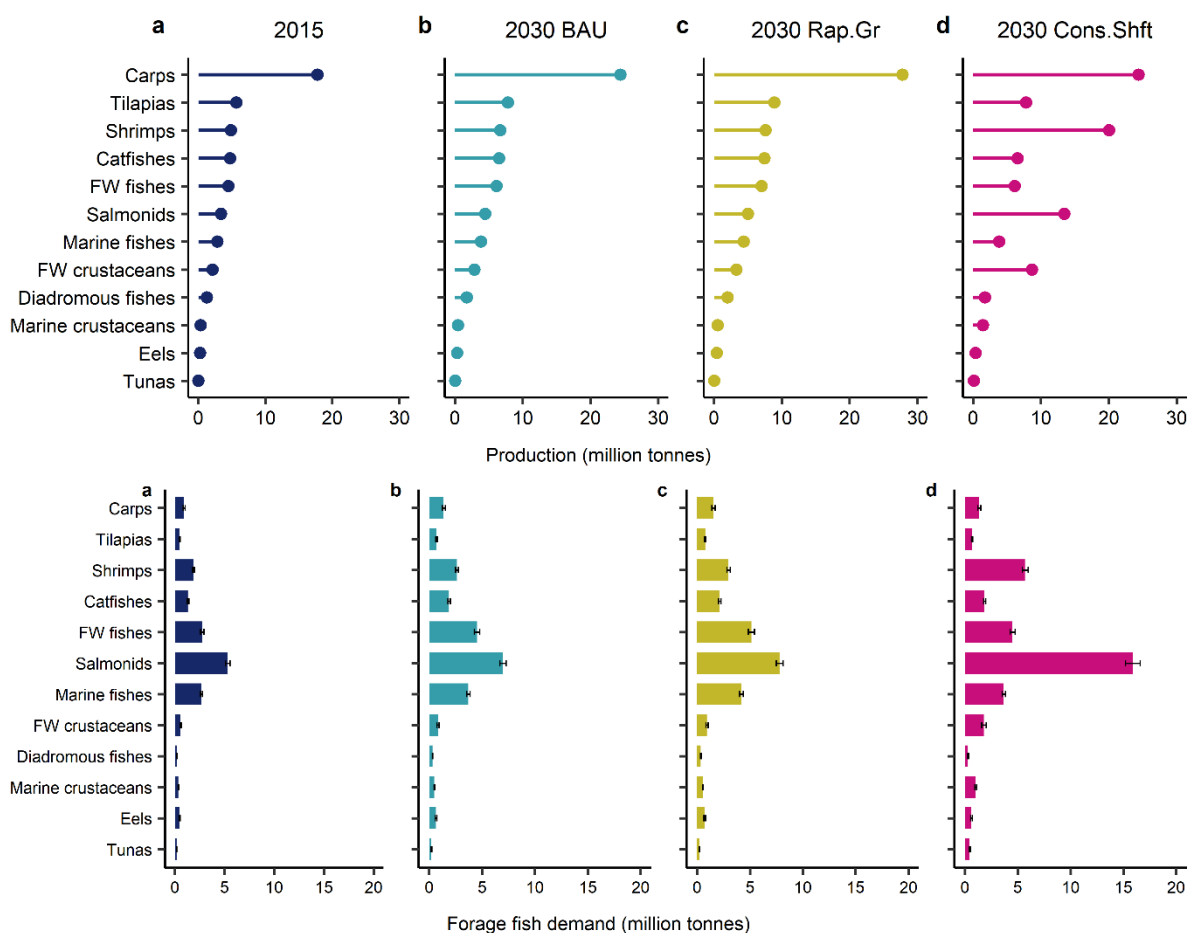 a 2015 b 2030 BAU c 2030 Rap.Gr d 2030 Cons.Shft
Carps
Tilapias
Shrimps
Catfishes
FW fishes
Salmonids
Marine fishes
FW crustaceans
Diadromous fishes
Marine crustaceans
Eels
Tunas
0 10 20 30 0 10 20 30 0 10 20 30 0 10 20 30
Production (million tonnes)
a b c d
Carps
Tilapias
Shrimps
Catfishes
FW fishes
Salmonids
Marine fishes
FW crustaceans
Diadromous fishes
Marine crustaceans
Eels
Tunas
0 5 10 15 20 0 5 10 15 20 0 5 10 15 20 0 5 10 15 20
Forage fish demand (million tonnes)